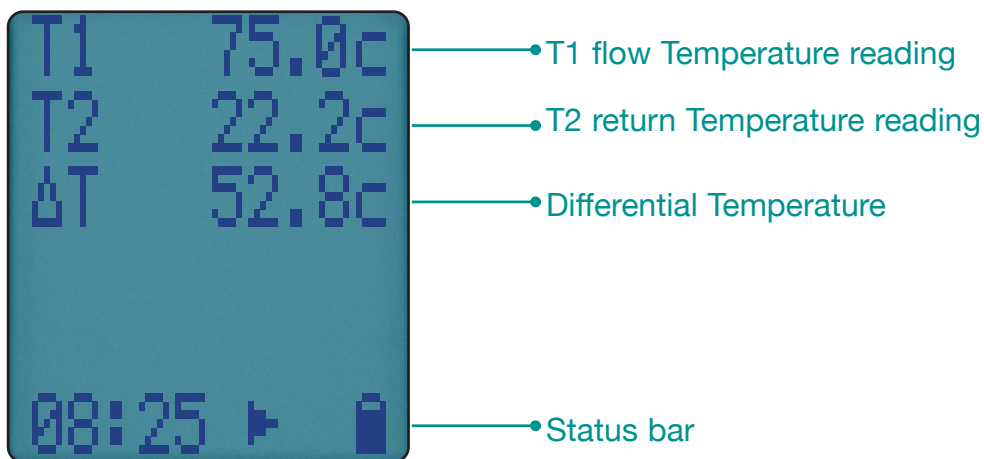 T1 75.0c
T1 flow Temperature reading
T2 22.2c
T2 return Temperature reading
ΔT 52.8c
Differential Temperature
08:25
Status bar